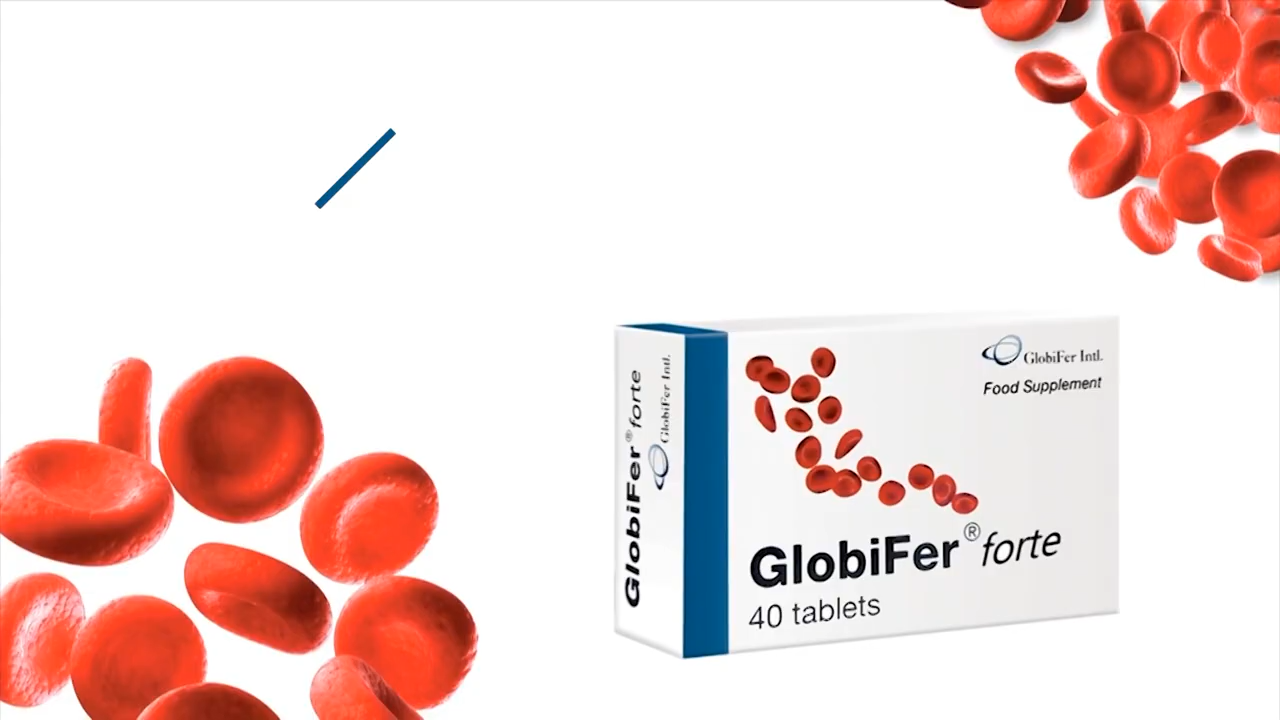 GlobiFer Intl.
Food Supplement
GlobiFer® forte
40 tablets
GlobiFer® forte
GlobiFer Intl.